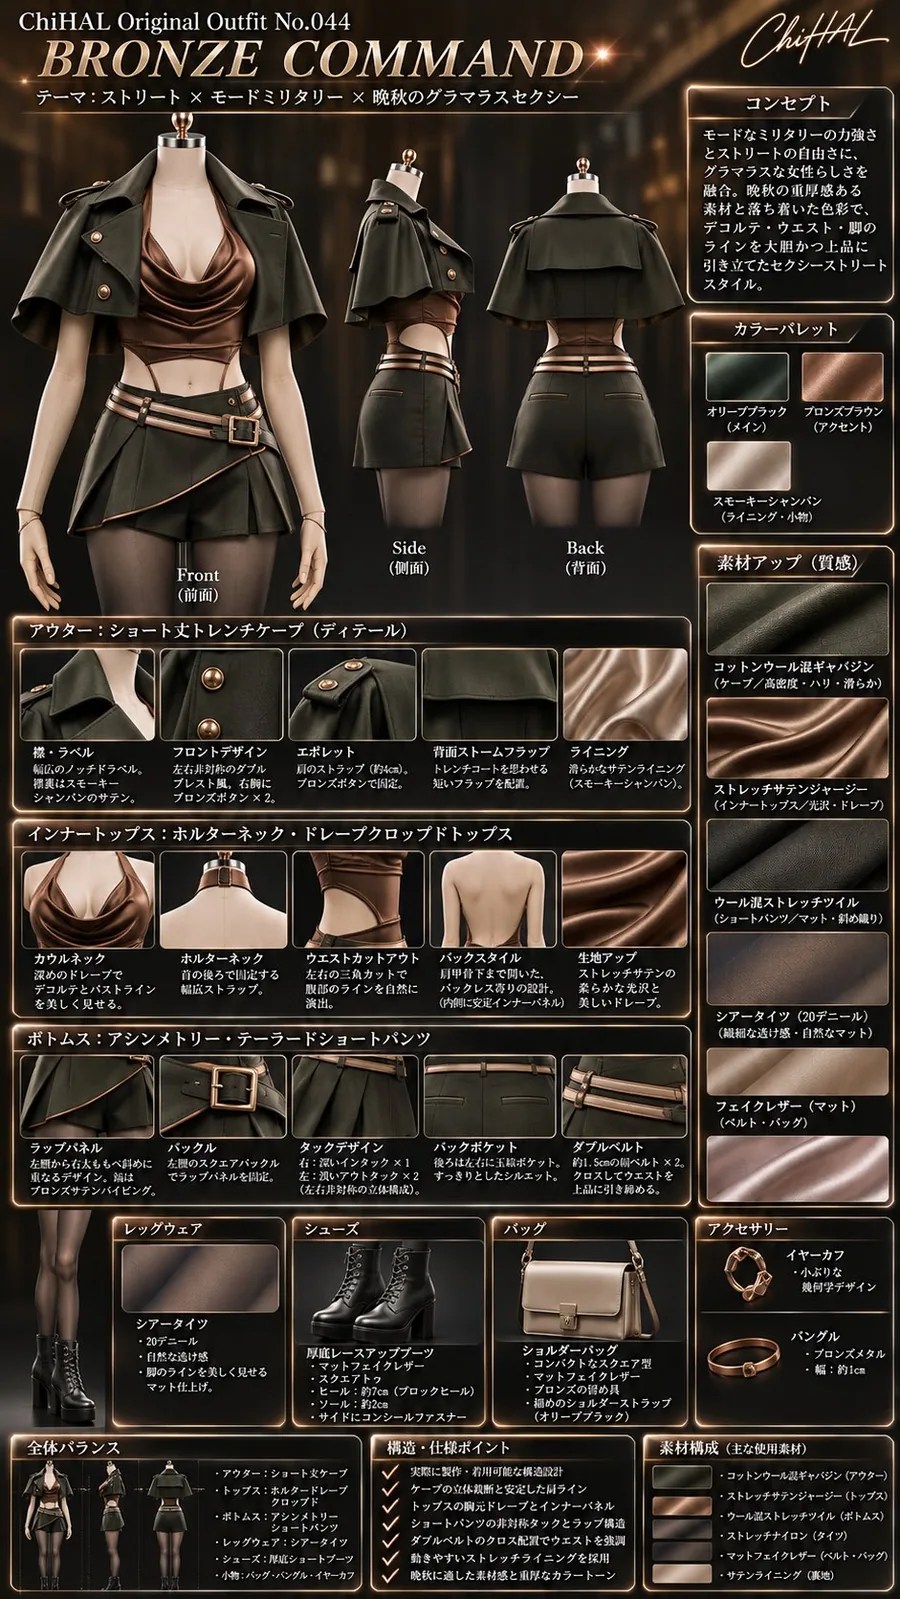 ChiHAL Original Outfit No.044
BRONZE COMMAND
テーマ：ストリート × モードミリタリー × 晩秋のグラマラスセクシー
ChiHAL
コンセプト
モードなミリタリーの力強さ
とストリートの自由さに、
グラマラスな女性らしさを
融合。晩秋の重厚感ある
素材と落ち着いた色彩で、
デコルテ・ウエスト・脚の
ラインを大胆かつ上品に
引き立てたセクシーストリート
スタイル。
カラーパレット
オリーブブラック
（メイン）
ブロンズブラウン
（アクセント）
スモーキーシャンパン
（ライニング・小物）
Front
（前面）
Side
（側面）
Back
（背面）
素材アップ（質感）
コットンウール混ギャバジン
（ケープ／高密度・ハリ・滑らか）
ストレッチサテンジャージー
（インナートップス／光沢・ドレープ）
ウール混ストレッチツイル
（ショートパンツ／マット・斜め織り）
シアータイツ（20デニール）
（繊細な透け感・自然なマット）
フェイクレザー（マット）
（ベルト・バッグ）
アウター：ショート丈トレンチケープ（ディテール）
襟・ラペル
幅広のノッチドラペル。
襟裏はスモーキー
シャンパンのサテン。
フロントデザイン
左右非対称のダブル
ブレスト風。右胸に
ブロンズボタン × 2。
エポレット
肩のストラップ（約4cm）。
ブロンズボタンで固定。
背面ストームフラップ
トレンチコートを思わせる
短いフラップを配置。
ライニング
滑らかなサテンライニング
（スモーキーシャンパン）。
インナートップス：ホルターネック・ドレープクロップドトップス
カウルネック
深めのドレープで
デコルテとバストライン
を美しく見せる。
ホルターネック
首の後ろで固定する
幅広ストラップ。
ウエストカットアウト
左右の三角カットで
腹部のラインを自然に
演出。
バックスタイル
肩甲骨下まで開いた、
バックレス寄りの設計。
（内側に安定インナーパネル）
生地アップ
ストレッチサテンの
柔らかな光沢と
美しいドレープ。
ボトムス：アシンメトリー・テーラードショートパンツ
ラップパネル
左腰から右太ももへ斜めに
重なるデザイン。端は
ブロンズサテンパイピング。
バックル
左腰のスクエアバックル
でラップパネルを固定。
タックデザイン
右：深いインタック × 1
左：浅いアウトタック × 2
（左右非対称の立体構成）。
バックポケット
後ろは左右に玉縁ポケット。
すっきりとしたシルエット。
ダブルベルト
約1.5cmの細ベルト × 2。
クロスしてウエストを
上品に引き締める。
レッグウェア
シアータイツ
・20デニール
・自然な透け感
・脚のラインを美しく見せる
マット仕上げ。
シューズ
厚底レースアップブーツ
・マットフェイクレザー
・スクエアトゥ
・ヒール：約7cm（ブロックヒール）
・ソール：約2cm
・サイドにコンシールファスナー
バッグ
ショルダーバッグ
・コンパクトなスクエア型
・マットフェイクレザー
・ブロンズの留め具
・細めのショルダーストラップ
（オリーブブラック）
アクセサリー
イヤーカフ
・小ぶりな
幾何学デザイン
バングル
・ブロンズメタル
・幅：約1cm
全体バランス
・アウター：ショート丈ケープ
・トップス：ホルタードレープ
クロップド
・ボトムス：アシンメトリー
ショートパンツ
・レッグウェア：シアータイツ
・シューズ：厚底ショートブーツ
・小物：バッグ・バングル・イヤーカフ
構造・仕様ポイント
実際に製作・着用可能な構造設計
ケープの立体裁断と安定した肩ライン
トップスの胸元ドレープとインナーパネル
ショートパンツの非対称タックとラップ構造
ダブルベルトのクロス配置でウエストを強調
動きやすいストレッチライニングを採用
晩秋に適した素材感と重厚なカラートーン
素材構成（主な使用素材）
・コットンウール混ギャバジン（アウター）
・ストレッチサテンジャージー（トップス）
・ウール混ストレッチツイル（ボトムス）
・ストレッチナイロン（タイツ）
・マットフェイクレザー（ベルト・バッグ）
・サテンライニング（裏地）